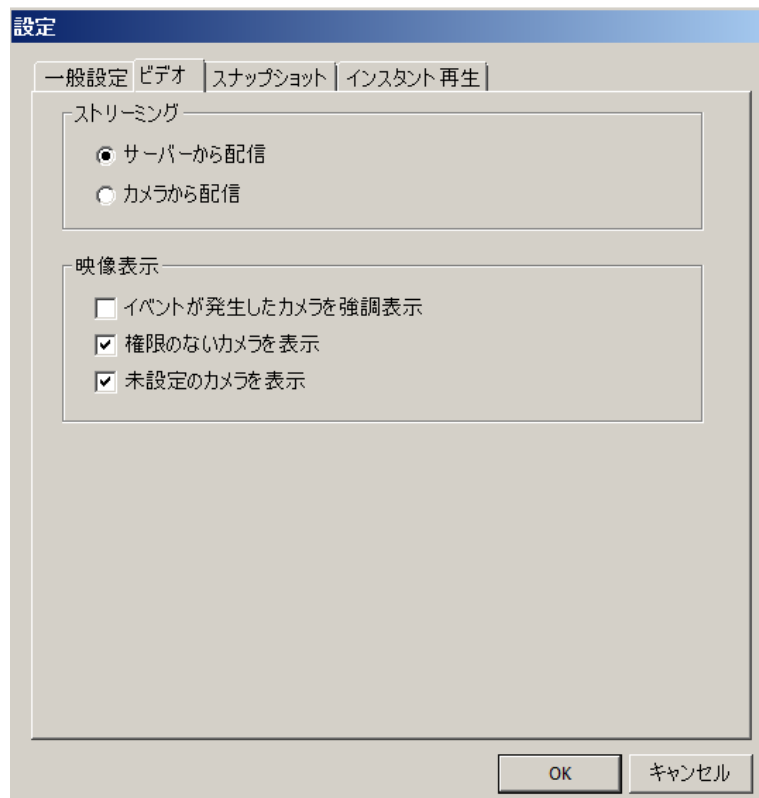 設定
一般設定 ビデオ スナップショット インスタント再生
ストリーミング
サーバーから配信
カメラから配信
映像表示
イベントが発生したカメラを強調表示
権限のないカメラを表示
未設定のカメラを表示
OK キャンセル